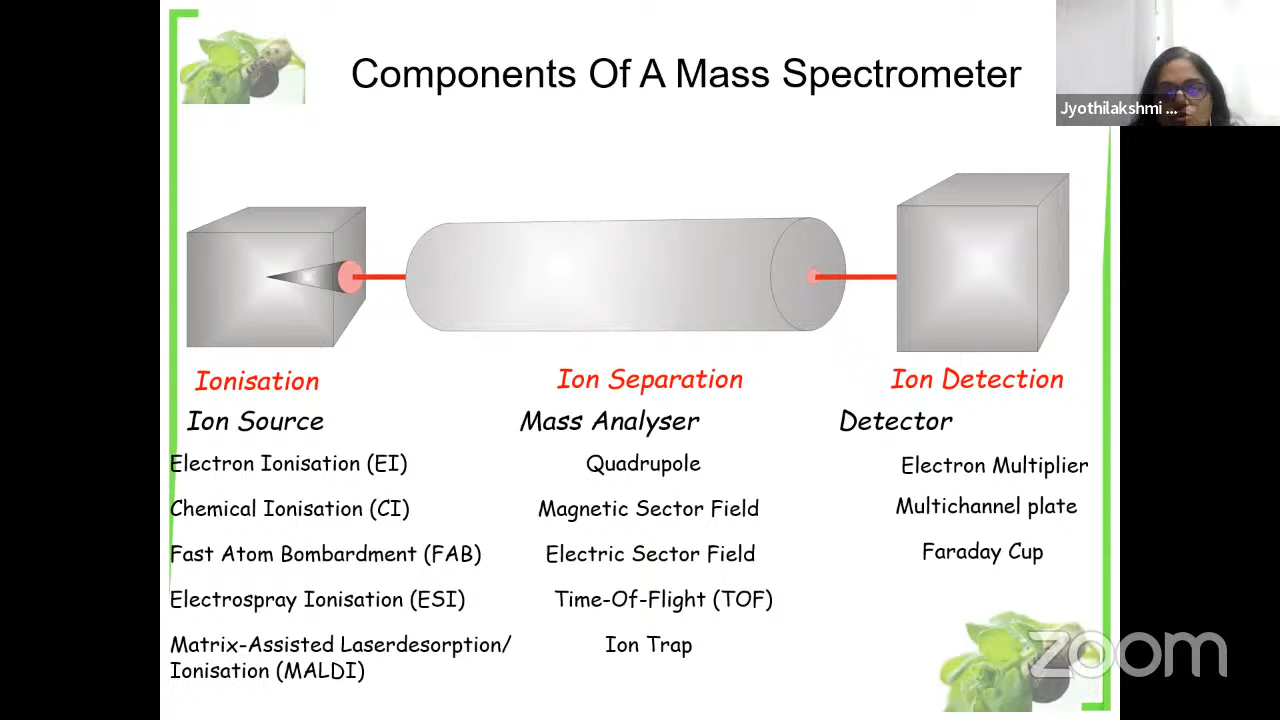 Components Of A Mass Spectrometer
Jyothilakshmi ...
Ionisation
Ion Source
Electron Ionisation (EI)
Chemical Ionisation (CI)
Fast Atom Bombardment (FAB)
Electrospray Ionisation (ESI)
Matrix-Assisted Laserdesorption/
Ionisation (MALDI)
Ion Separation
Mass Analyser
Quadrupole
Magnetic Sector Field
Electric Sector Field
Time-Of-Flight (TOF)
Ion Trap
Ion Detection
Detector
Electron Multiplier
Multichannel plate
Faraday Cup
zoom